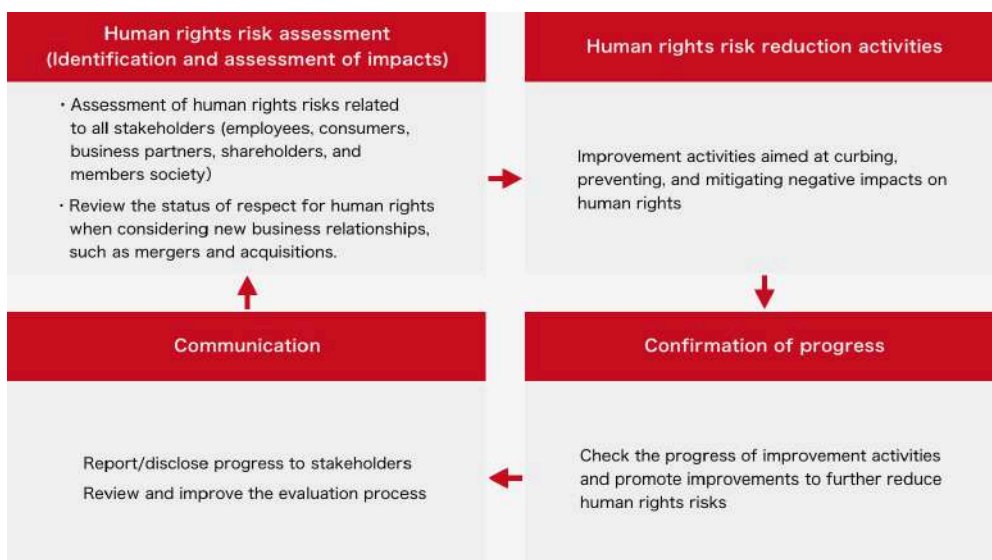 Human rights risk assessment
(Identification and assessment of impacts)
・Assessment of human rights risks related
to all stakeholders (employees, consumers,
business partners, shareholders, and
members society)
・Review the status of respect for human rights
when considering new business relationships,
such as mergers and acquisitions.
Human rights risk reduction activities
Improvement activities aimed at curbing,
preventing, and mitigating negative impacts on
human rights
Confirmation of progress
Check the progress of improvement activities
and promote improvements to further reduce
human rights risks
Communication
Report/disclose progress to stakeholders
Review and improve the evaluation process